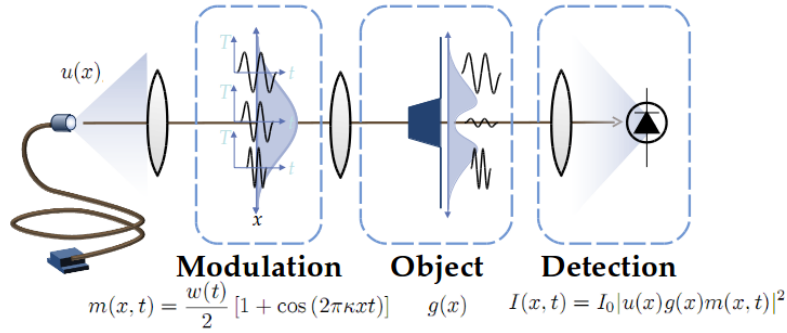 u(x)
T
t
T
t
T
t
x
Modulation
Object
Detection
m(x, t) = w(t)/2 [1 + cos (2πκxt)]
g(x)
I(x, t) = I₀|u(x)g(x)m(x, t)|²